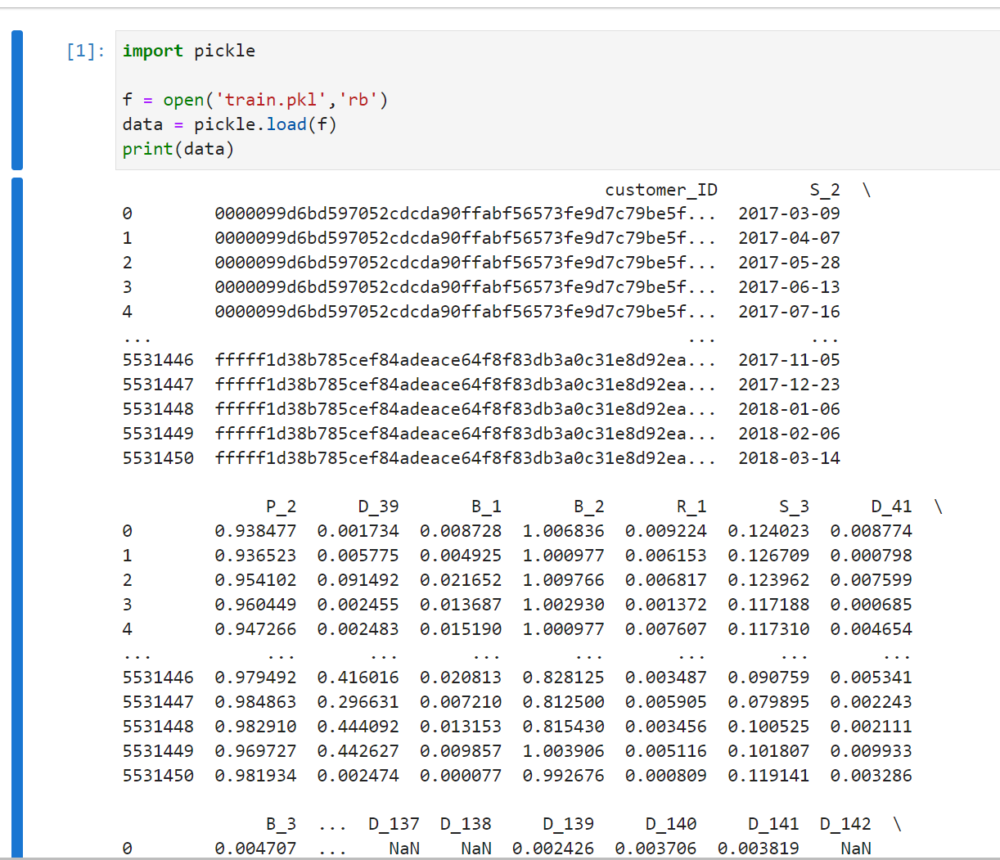 [1]: import pickle
f = open('train.pkl','rb')
data = pickle.load(f)
print(data)
customer_ID S_2 \
0 0000099d6bd597052cdcda90ffabf56573fe9d7c79be5f... 2017-03-09
1 0000099d6bd597052cdcda90ffabf56573fe9d7c79be5f... 2017-04-07
2 0000099d6bd597052cdcda90ffabf56573fe9d7c79be5f... 2017-05-28
3 0000099d6bd597052cdcda90ffabf56573fe9d7c79be5f... 2017-06-13
4 0000099d6bd597052cdcda90ffabf56573fe9d7c79be5f... 2017-07-16
... ... ...
5531446 fffff1d38b785cef84adeace64f8f83db3a0c31e8d92ea... 2017-11-05
5531447 fffff1d38b785cef84adeace64f8f83db3a0c31e8d92ea... 2017-12-23
5531448 fffff1d38b785cef84adeace64f8f83db3a0c31e8d92ea... 2018-01-06
5531449 fffff1d38b785cef84adeace64f8f83db3a0c31e8d92ea... 2018-02-06
5531450 fffff1d38b785cef84adeace64f8f83db3a0c31e8d92ea... 2018-03-14
P_2 D_39 B_1 B_2 R_1 S_3 D_41 \
0 0.938477 0.001734 0.008728 1.006836 0.009224 0.124023 0.008774
1 0.936523 0.005775 0.004925 1.000977 0.006153 0.126709 0.000798
2 0.954102 0.091492 0.021652 1.009766 0.006817 0.123962 0.007599
3 0.960449 0.002455 0.013687 1.002930 0.001372 0.117188 0.000685
4 0.947266 0.002483 0.015190 1.000977 0.007607 0.117310 0.004654
... ... ... ... ... ... ... ...
5531446 0.979492 0.416016 0.020813 0.828125 0.003487 0.090759 0.005341
5531447 0.984863 0.296631 0.007210 0.812500 0.005905 0.079895 0.002243
5531448 0.982910 0.444092 0.013153 0.815430 0.003456 0.100525 0.002111
5531449 0.969727 0.442627 0.009857 1.003906 0.005116 0.101807 0.009933
5531450 0.981934 0.002474 0.000077 0.992676 0.000809 0.119141 0.003286
B_3 ... D_137 D_138 D_139 D_140 D_141 D_142 \
0 0.004707 ... NaN NaN 0.002426 0.003706 0.003819 NaN